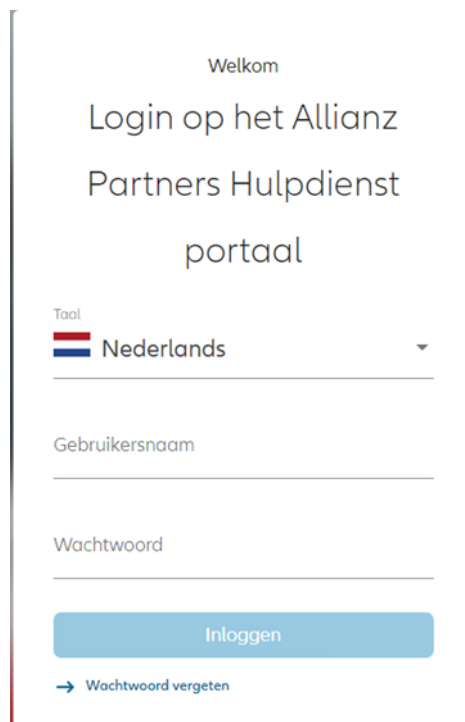 Welkom
Login op het Allianz
Partners Hulpdienst
portaal
Taal
Nederlands
Gebruikersnaam
Wachtwoord
Inloggen
Wachtwoord vergeten